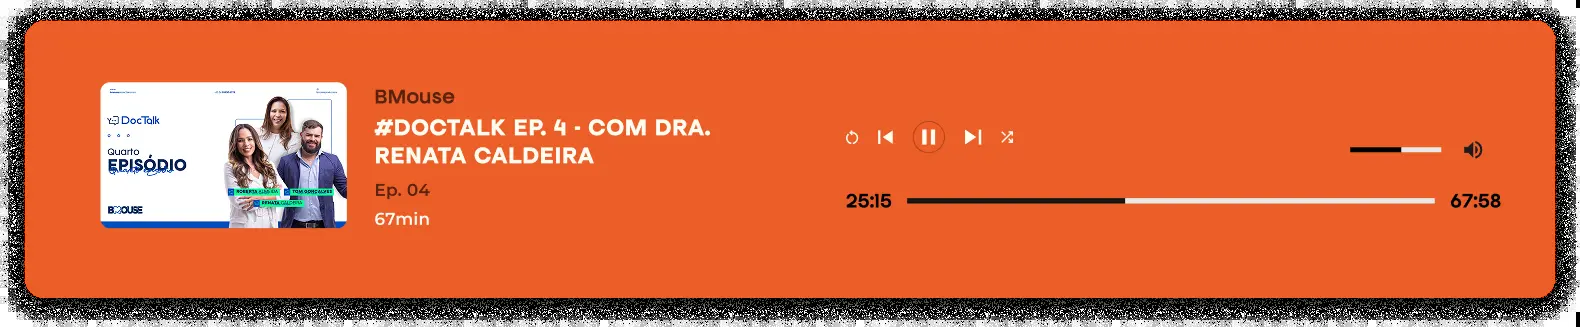 BMouse
#DOCTALK EP. 4 - COM DRA.
RENATA CALDEIRA
Ep. 04
67min
25:15
67:58
DocTalk
Quarto
EPISÓDIO
BMOUSE
ROBERTA
TOM GONÇALVES
RENATA CALDEIRA